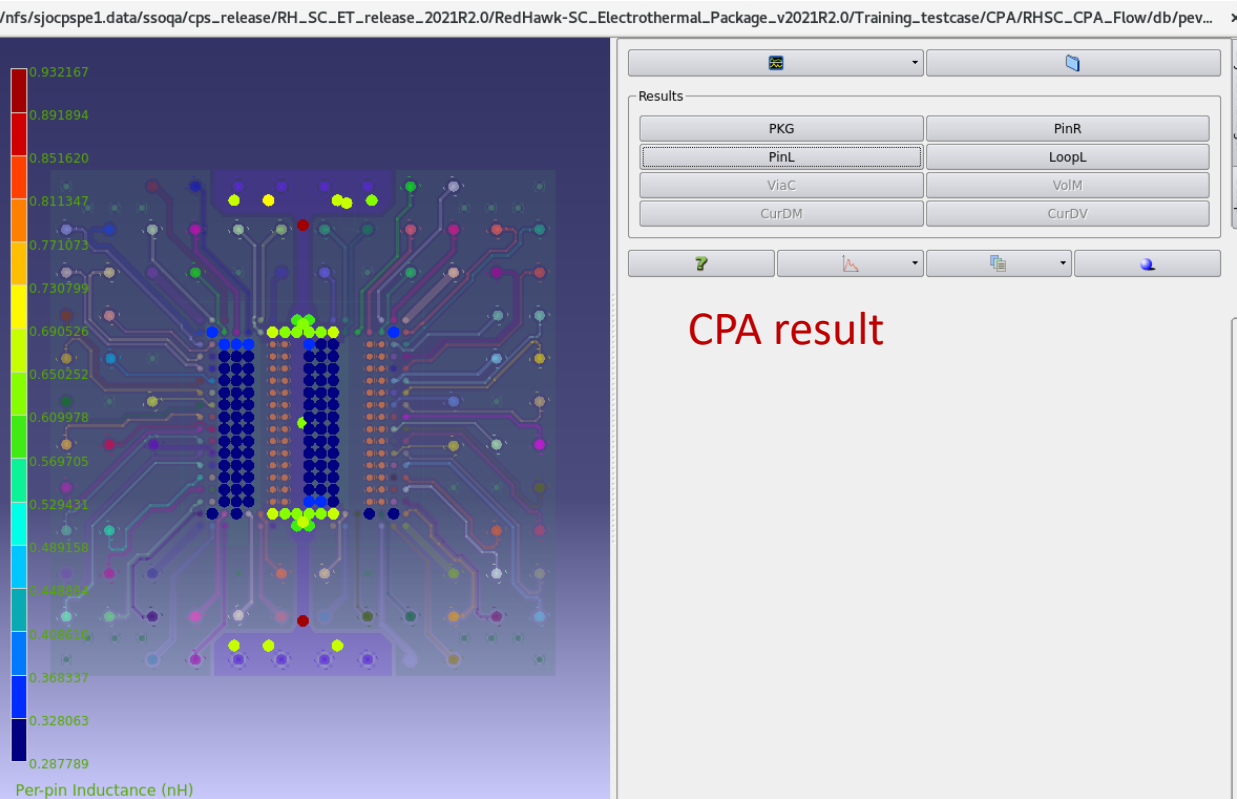 /nfs/sjocpspe1.data/ssoqa/cps_release/RH_SC_ET_release_2021R2.0/RedHawk-SC_Electrothermal_Package_v2021R2.0/Training_testcase/CPA/RHSC_CPA_Flow/db/pev...
Results
PKG
PinR
PinL
LoopL
ViaC
VolM
CurDM
CurDV
CPA result
0.932167
0.891894
0.851620
0.811347
0.771073
0.730799
0.690526
0.650252
0.609978
0.569705
0.529431
0.489158
0.448884
0.408610
0.368337
0.328063
0.287789
Per-pin Inductance (nH)